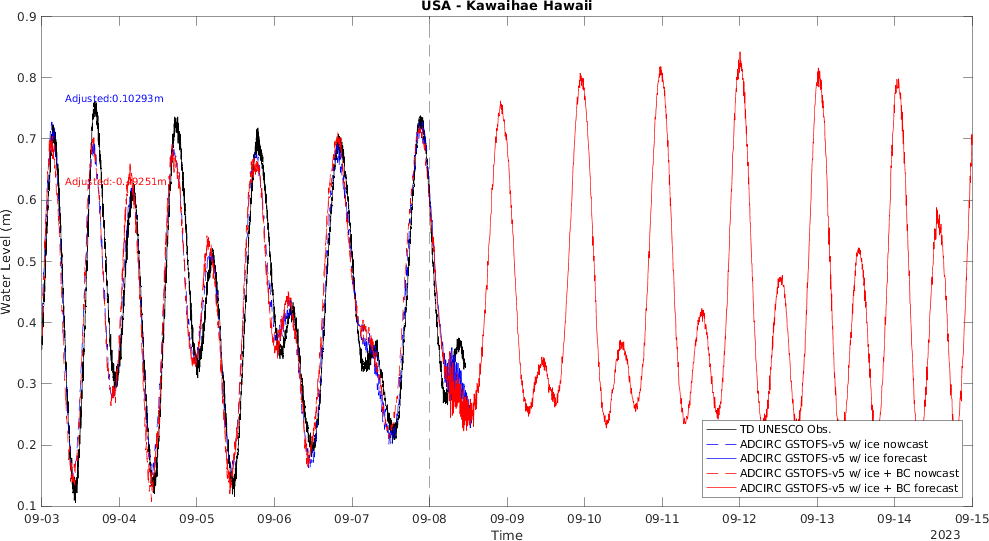 USA - Kawaihae Hawaii
0.9
0.8
0.7
0.6
0.5
0.4
0.3
0.2
0.1
Water Level (m)
Adjusted:0.10293m
TD UNESCO Obs.
ADCIRC GSTOFS-v5 w/ ice nowcast
ADCIRC GSTOFS-v5 w/ ice forecast
ADCIRC GSTOFS-v5 w/ ice + BC nowcast
ADCIRC GSTOFS-v5 w/ ice + BC forecast
09-03 09-04 09-05 09-06 09-07 09-08 09-09 09-10 09-11 09-12 09-13 09-14 09-15
Time
2023